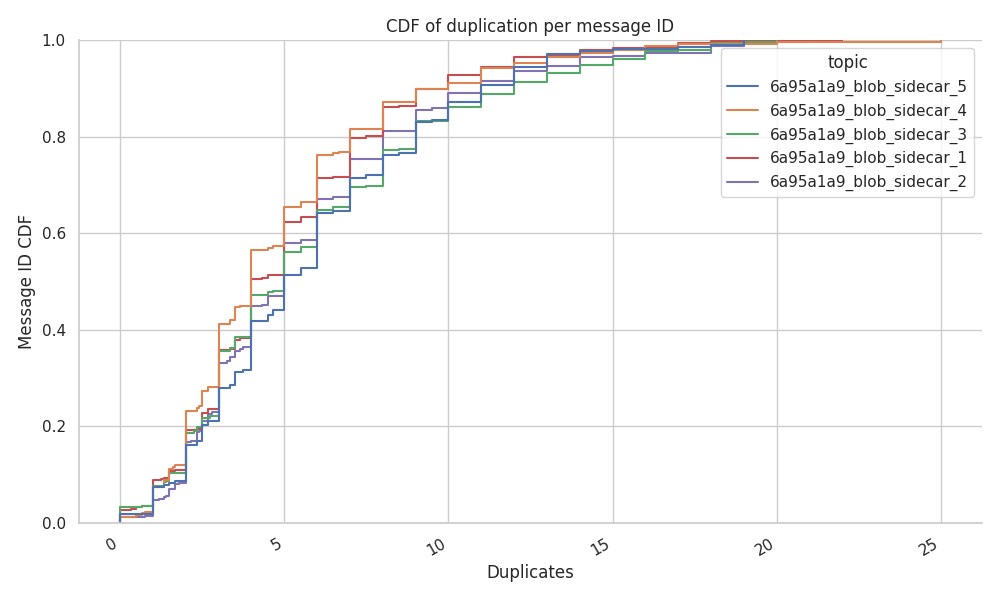 CDF of duplication per message ID
1.0
0.8
0.6
0.4
0.2
0.0
Message ID CDF
topic
6a95a1a9_blob_sidecar_5
6a95a1a9_blob_sidecar_4
6a95a1a9_blob_sidecar_3
6a95a1a9_blob_sidecar_1
6a95a1a9_blob_sidecar_2
0
5
10
15
20
25
Duplicates